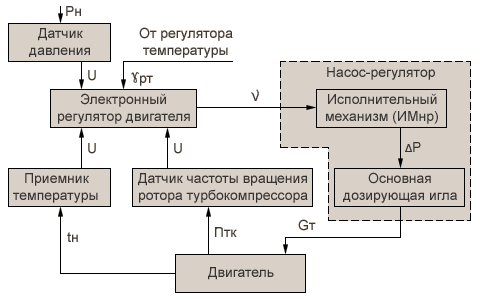 Pн
Датчик
давления
От регулятора
температуры
U
ɣрт
Насос-регулятор
Электронный
регулятор двигателя
ν
Исполнительный
механизм (ИМнр)
U
U
ΔP
Приемник
температуры
Датчик частоты вращения
ротора турбокомпрессора
Основная
дозирующая игла
tн
Птк
Gт
Двигатель